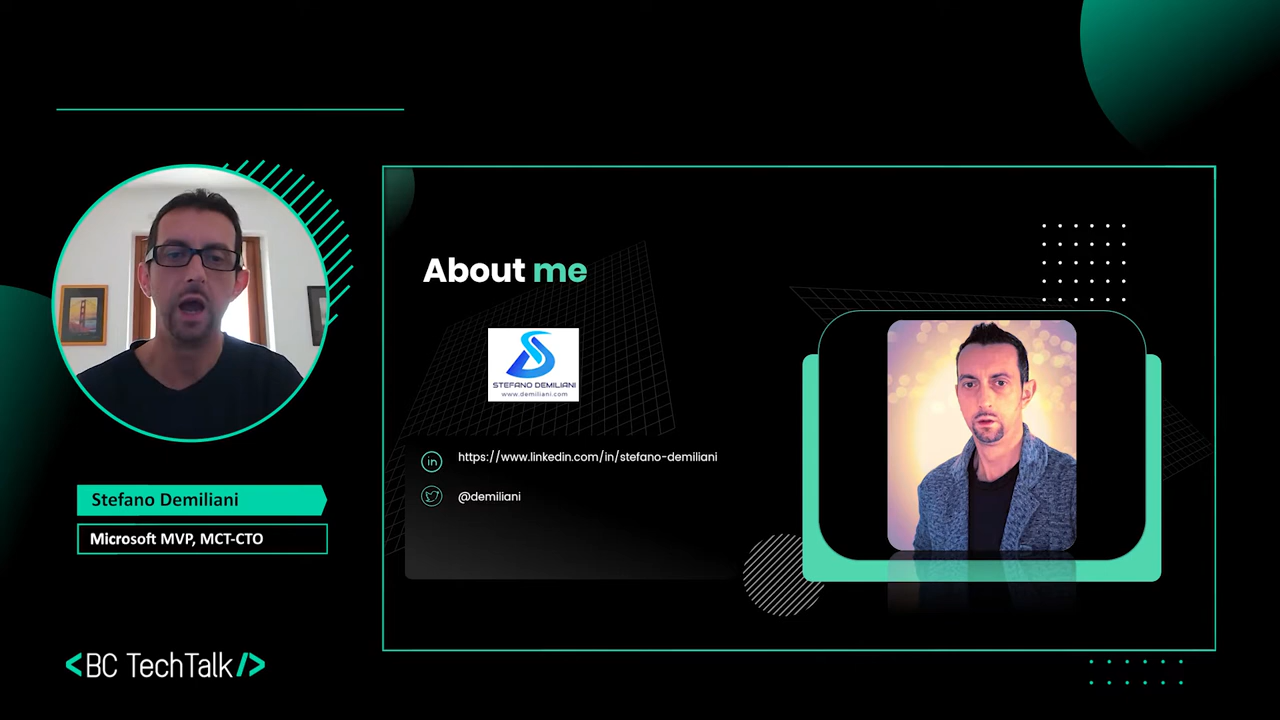 About me
STEFANO DEMILIANI
www.demiliani.com
in
https://www.linkedin.com/in/stefano-demiliani
@demiliani
Stefano Demiliani
Microsoft MVP, MCT-CTO
<BC TechTalk/>